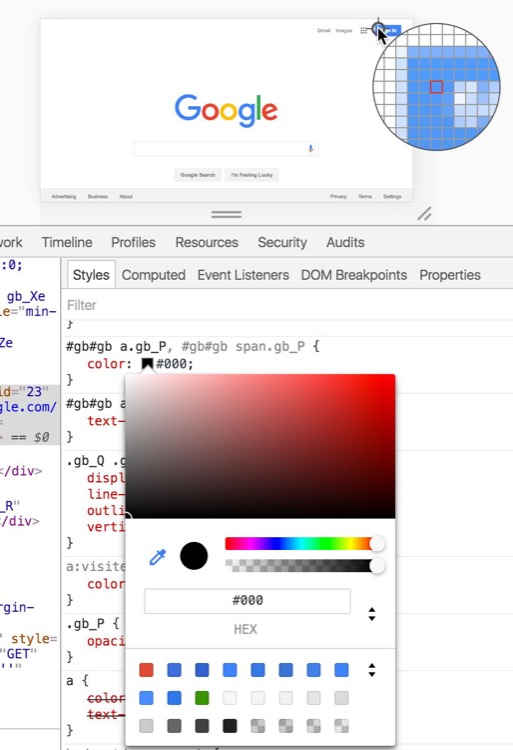 Gmail Images
Google
Google Search I'm Feeling Lucky
Advertising Business About Privacy Terms Settings
work Timeline Profiles Resources Security Audits
:0;
gb_Xe
le="min-
Ze
id="23"
gle.com/
=
== $0
</div>
_R"
</div>
rgin-
" style=
"GET"
Styles Computed Event Listeners DOM Breakpoints Properties
Filter
}
#gb#gb a.gb_P, #gb#gb span.gb_P {
color: #000;
}
#gb#gb a
text-
}
.gb_Q .g
displ
line-
outli
verti
}
a:visite
color
}
.gb_P {
opaci
}
a {
color
text-
}
#000
HEX